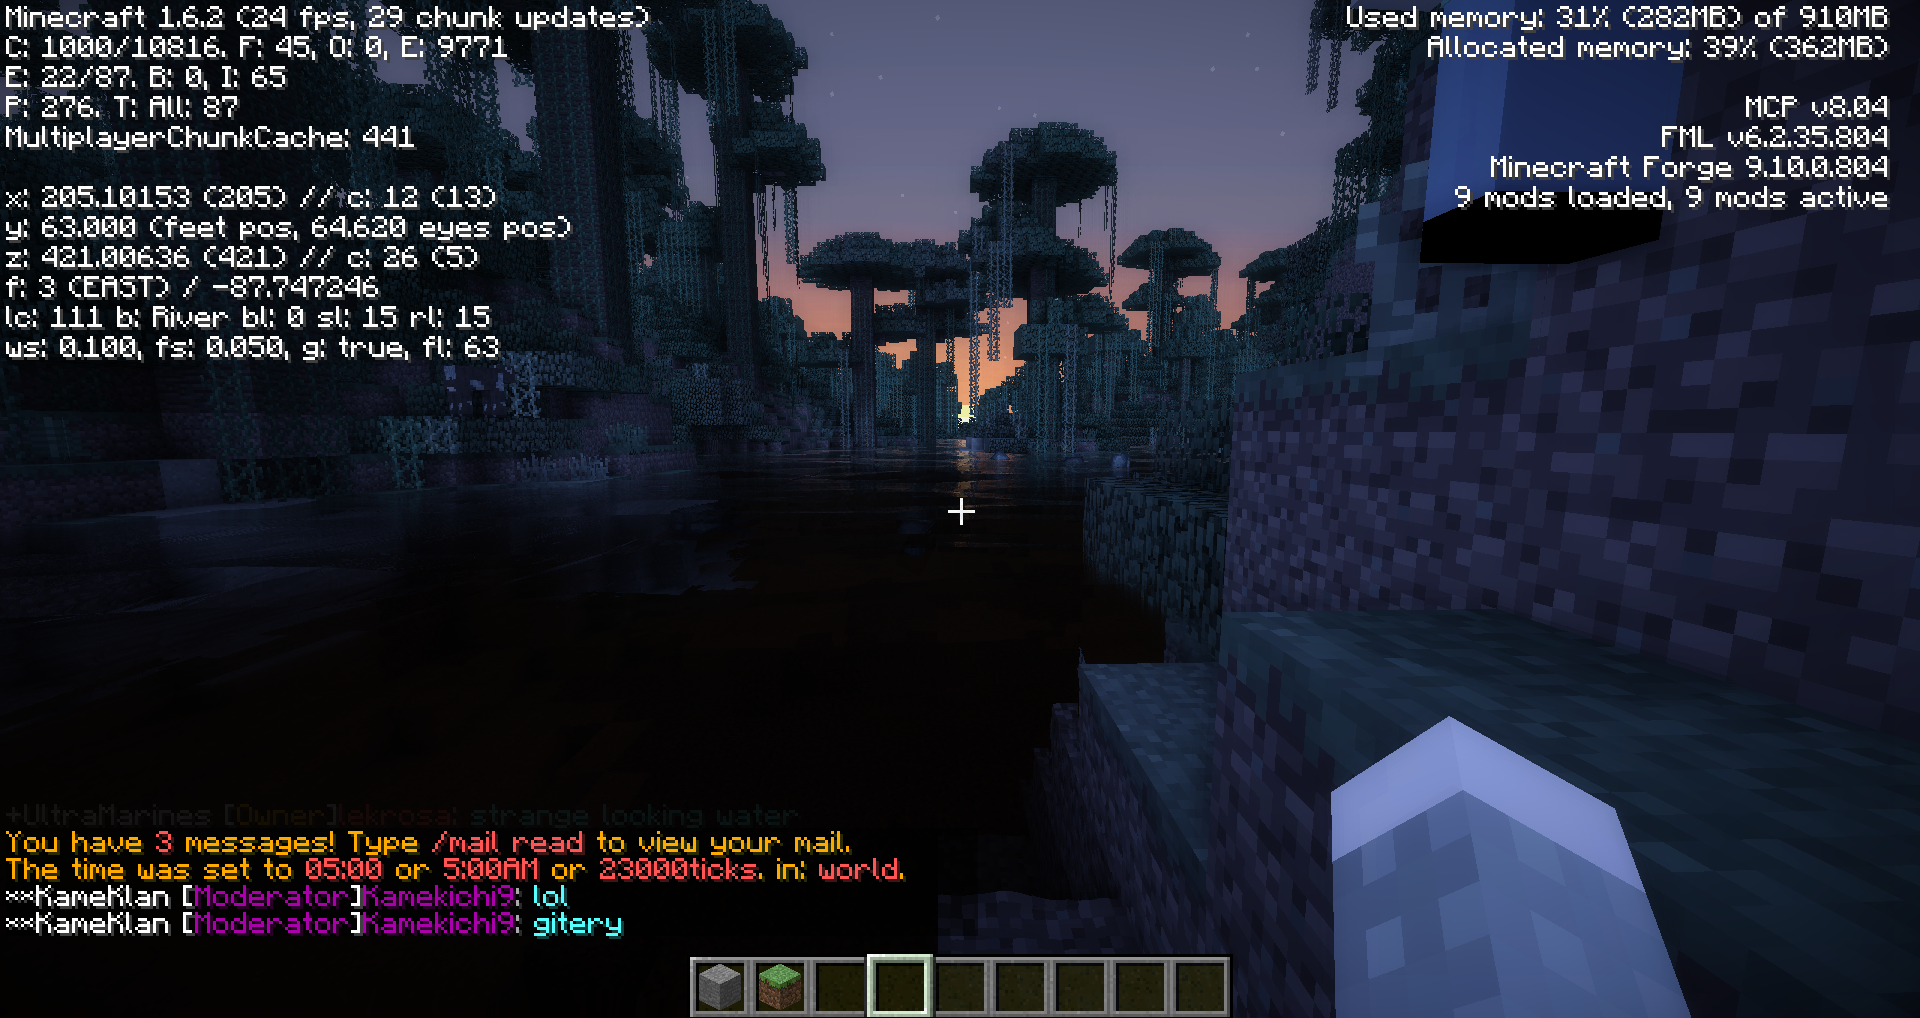 Minecraft 1.6.2 (24 fps, 29 chunk updates)
C: 1000/10816. F: 45, O: 0, E: 9771
E: 22/87. B: 0, I: 65
P: 276. T: All: 87
MultiplayerChunkCache: 441
x: 205.10153 (205) // c: 12 (13)
y: 63.000 (feet pos, 64.620 eyes pos)
z: 421.00636 (421) // c: 26 (5)
f: 3 (EAST) / -87.747246
lc: 111 b: River bl: 0 sl: 15 rl: 15
ws: 0.100, fs: 0.050, g: true, fl: 63
Used memory: 31% (282MB) of 910MB
Allocated memory: 39% (362MB)
MCP v8.04
FML v6.2.35.804
Minecraft Forge 9.10.0.804
9 mods loaded, 9 mods active
+UltraMarines [Owner]lekrosa: strange looking water
You have 3 messages! Type /mail read to view your mail.
The time was set to 05:00 or 5:00AM or 23000ticks. in: world.
**KameKlan [Moderator]Kamekichi9: lol
**KameKlan [Moderator]Kamekichi9: gitery